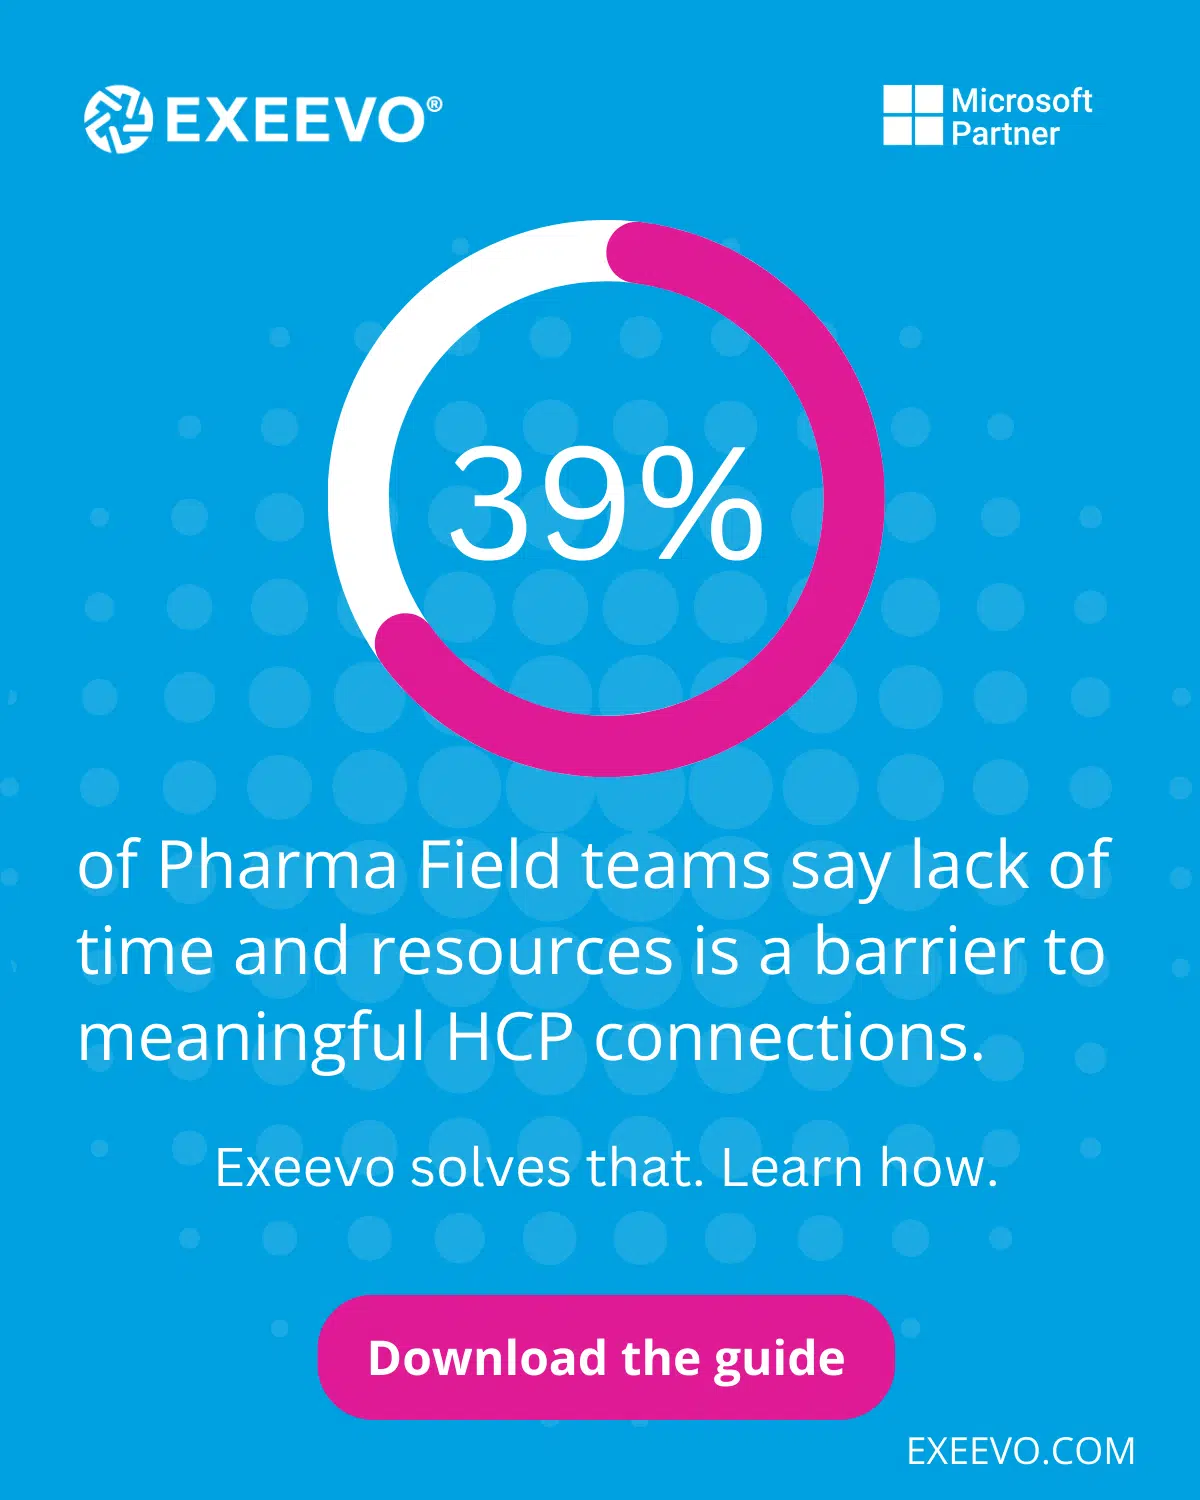 EXEEVO®
Microsoft
Partner
39%
of Pharma Field teams say lack of
time and resources is a barrier to
meaningful HCP connections.
Exeevo solves that. Learn how.
Download the guide
EXEEVO.COM